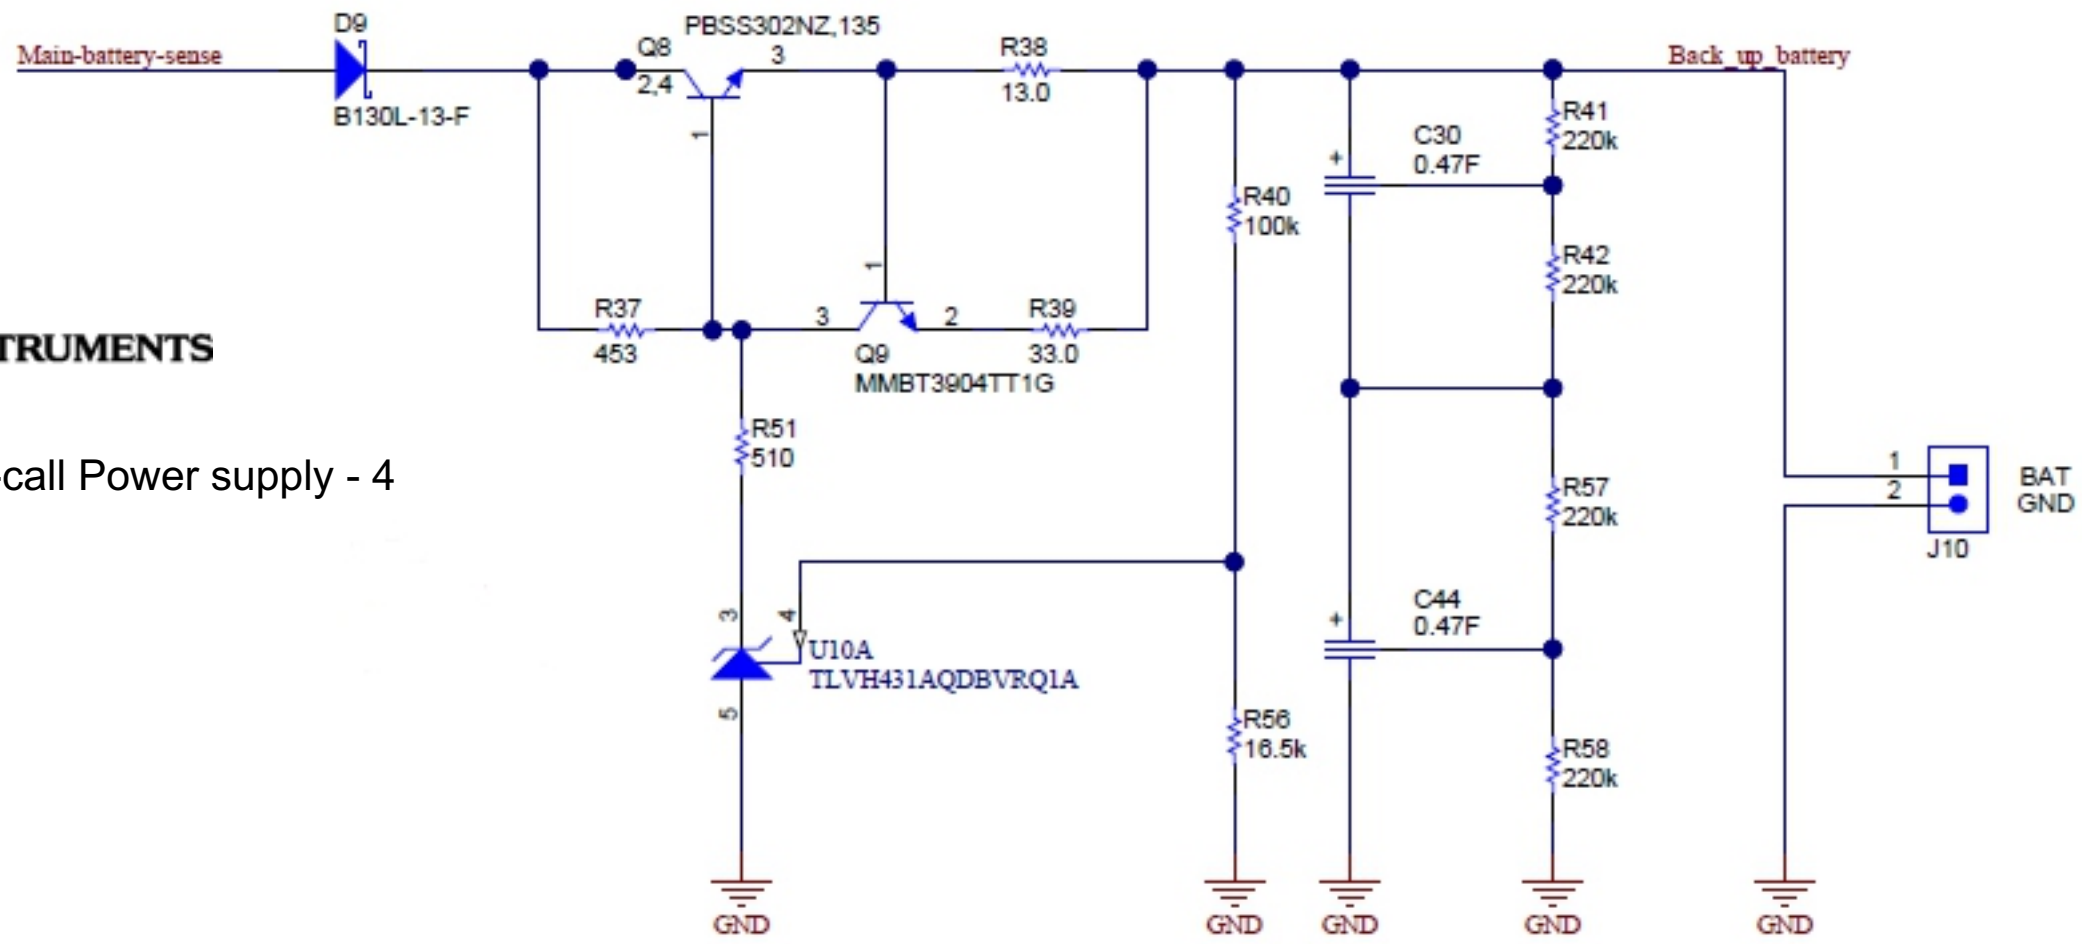 D9
PBSS302NZ,135
Main-battery-sense
B130L-13-F
Q8
2,4
3
1
R38
13.0
Back_up_battery
R41
220k
C30
0.47F
R40
100k
R42
220k
1
R37
453
3
2
Q9
MMBT3904TT1G
R39
33.0
TRUMENTS
R51
510
-call Power supply - 4
R57
220k
1
2
BAT
GND
J10
3
4
U10A
TLVH431AQDBVRQ1A
5
C44
0.47F
+
+
R56
16.5k
R58
220k
GND
GND
GND
GND
GND